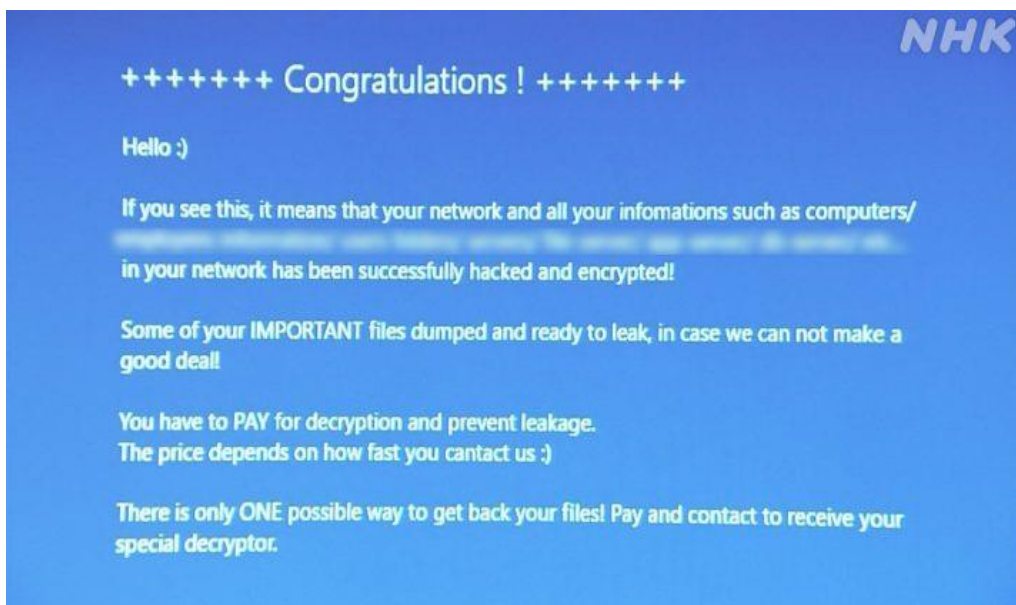 NHK
+++++++ Congratulations ! +++++++
Hello :)
If you see this, it means that your network and all your infomations such as computers/
in your network has been successfully hacked and encrypted!
Some of your IMPORTANT files dumped and ready to leak, in case we can not make a
good deal!
You have to PAY for decryption and prevent leakage.
The price depends on how fast you cantact us :)
There is only ONE possible way to get back your files! Pay and contact to receive your
special decryptor.